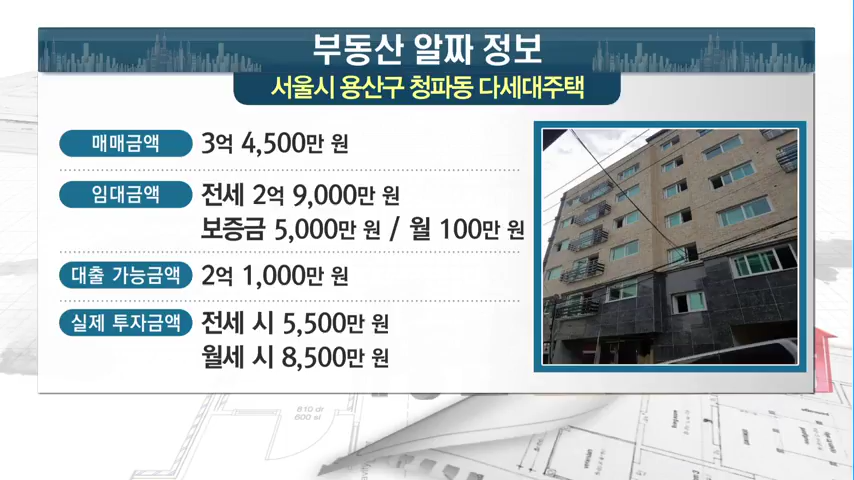 부동산 알짜 정보
서울시 용산구 청파동 다세대주택
매매금액 3억 4,500만 원
임대금액 전세 2억 9,000만 원
보증금 5,000만 원 / 월 100만 원
대출 가능금액 2억 1,000만 원
실제 투자금액 전세 시 5,500만 원
월세 시 8,500만 원
610 dr
600 sl